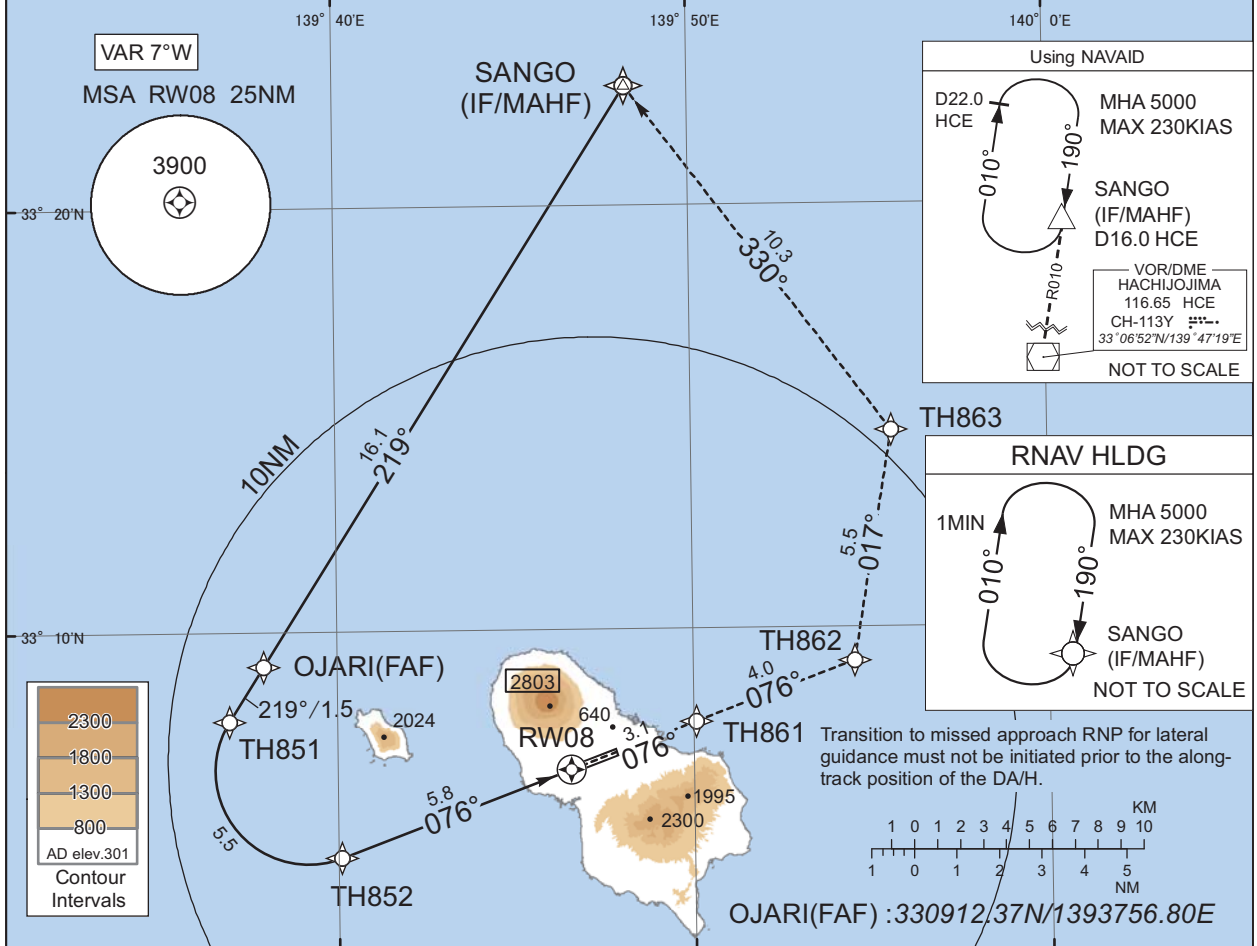 139° 40'E
139° 50'E
140° 0'E
VAR 7°W
MSA RW08 25NM
3900
SANGO
(IF/MAHF)
33° 20'N
10.3
330°
16.1
219°
10NM
TH863
5.5
017°
33° 10'N
TH862
OJARI(FAF)
4.0
076°
219°/1.5
TH851
2024
2803
640
RW08
3.1
076°
TH861
1995
2300
5.8
076°
5.5
TH852
Using NAVAID
D22.0
HCE
MHA 5000
MAX 230KIAS
010°
190°
SANGO
(IF/MAHF)
D16.0 HCE
R010
VOR/DME
HACHIJOJIMA
116.65 HCE
CH-113Y
33°06'52"N/139°47'19"E
NOT TO SCALE
RNAV HLDG
1MIN
MHA 5000
MAX 230KIAS
010°
190°
SANGO
(IF/MAHF)
NOT TO SCALE
Transition to missed approach RNP for lateral
guidance must not be initiated prior to the along-
track position of the DA/H.
KM
1 0 1 2 3 4 5 6 7 8 9 10
1 0 1 2 3 4 5
NM
2300
1800
1300
800
AD elev.301
Contour
Intervals
OJARI(FAF) :330912.37N/1393756.80E